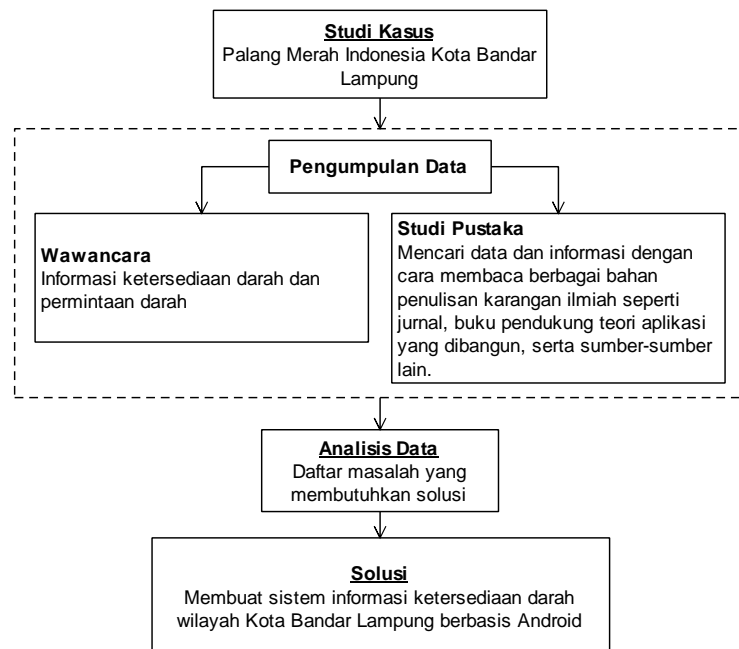 Studi Kasus
Palang Merah Indonesia Kota Bandar
Lampung
Pengumpulan Data
Wawancara
Informasi ketersediaan darah dan
permintaan darah
Studi Pustaka
Mencari data dan informasi dengan
cara membaca berbagai bahan
penulisan karangan ilmiah seperti
jurnal, buku pendukung teori aplikasi
yang dibangun, serta sumber-sumber
lain.
Analisis Data
Daftar masalah yang
membutuhkan solusi
Solusi
Membuat sistem informasi ketersediaan darah
wilayah Kota Bandar Lampung berbasis Android